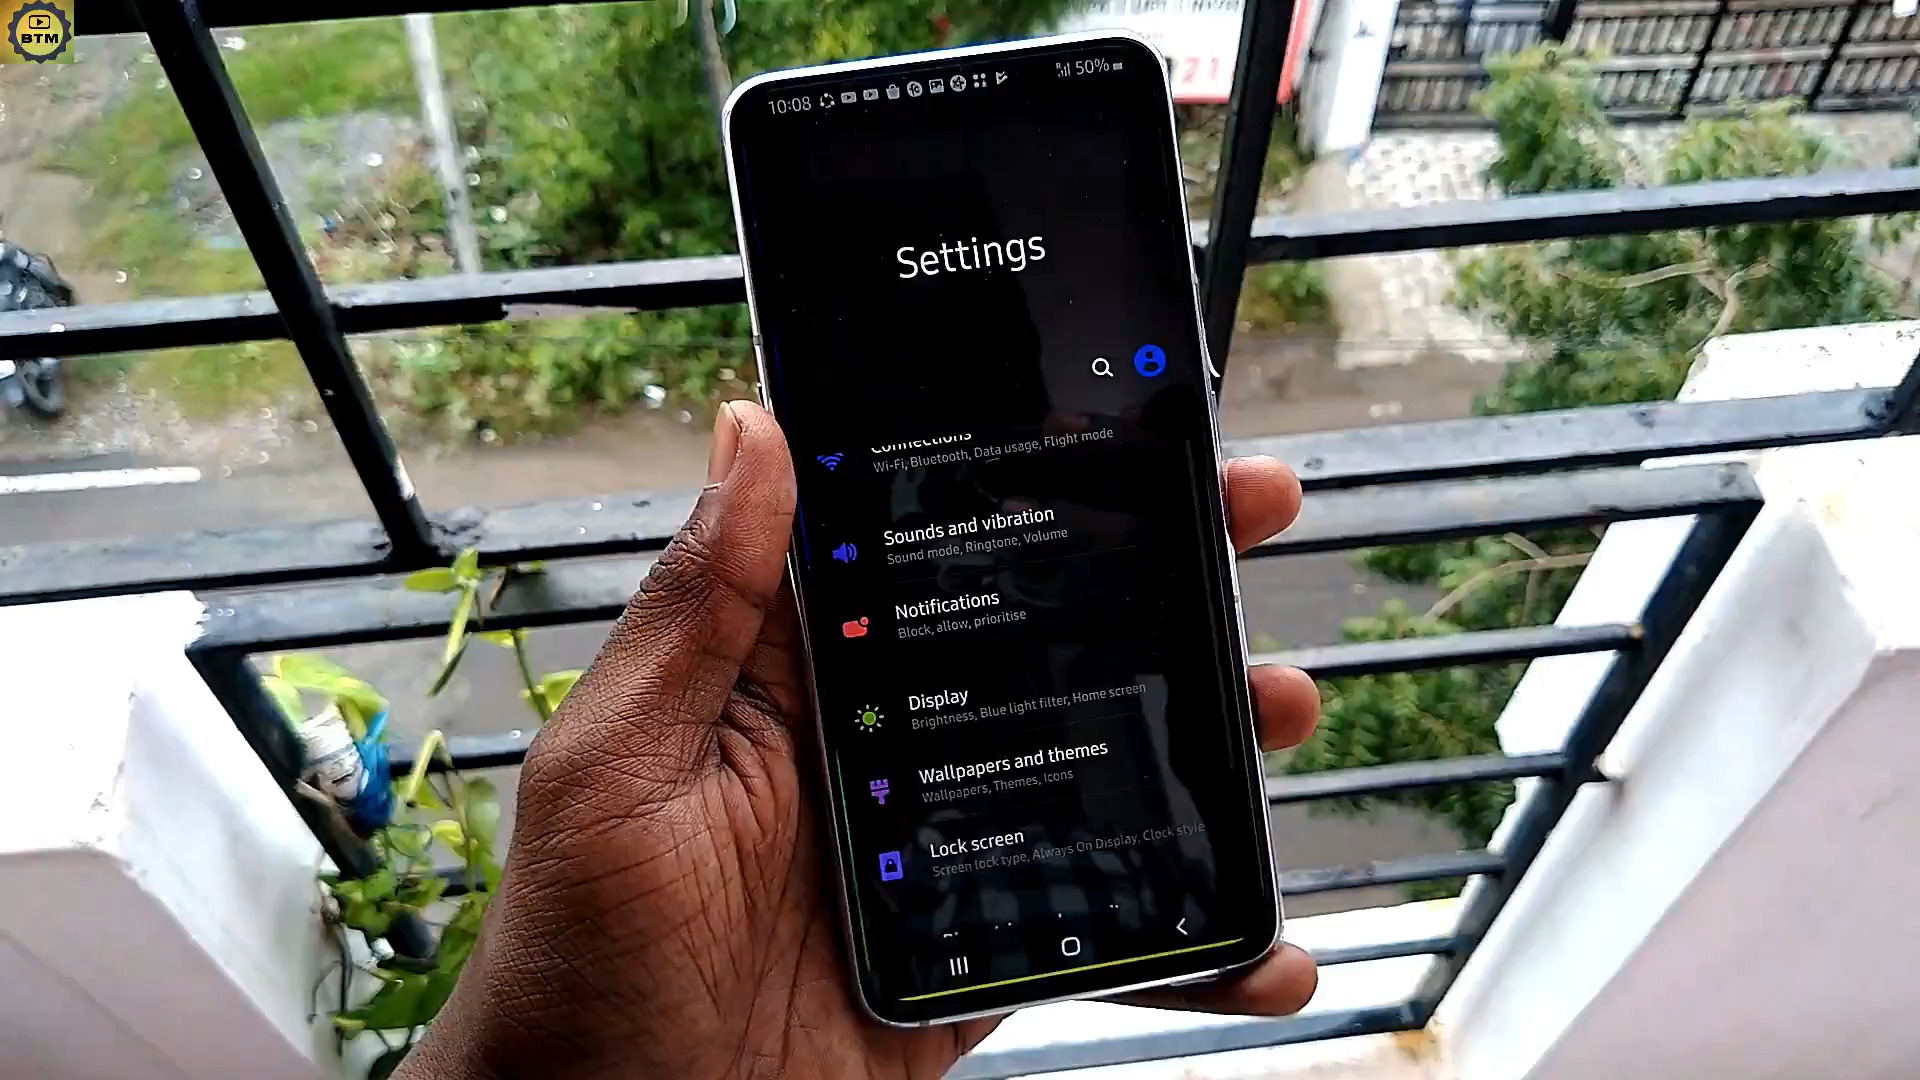 BTM
10:08
50%
21
Settings
Connections
Wi-Fi, Bluetooth, Data usage, Flight mode
Sounds and vibration
Sound mode, Ringtone, Volume
Notifications
Block, allow, prioritise
Display
Brightness, Blue light filter, Home screen
Wallpapers and themes
Wallpapers, Themes, Icons
Lock screen
Screen lock type, Always On Display, Clock style